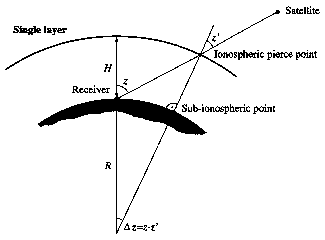 Satellite
Single layer
z'
Ionospheric pierce point
H
z
Receiver
Sub-ionospheric point
R
Δz=z-z'